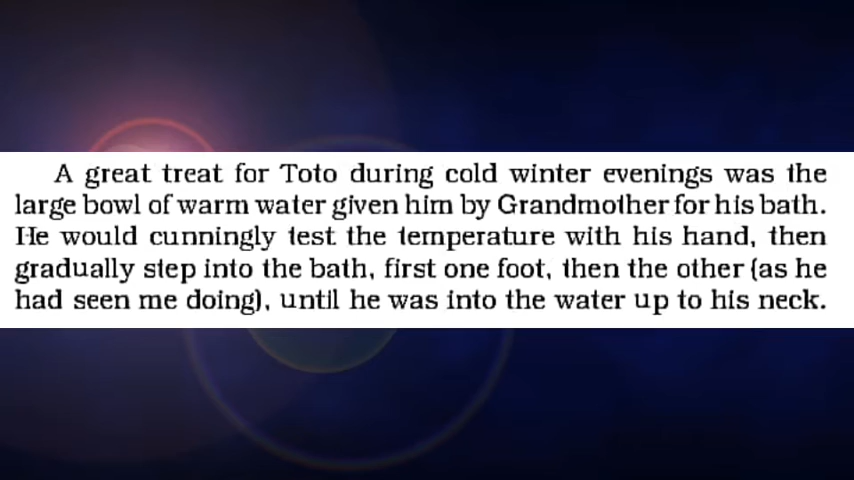 A great treat for Toto during cold winter evenings was the
large bowl of warm water given him by Grandmother for his bath.
He would cunningly test the temperature with his hand, then
gradually step into the bath, first one foot, then the other (as he
had seen me doing), until he was into the water up to his neck.